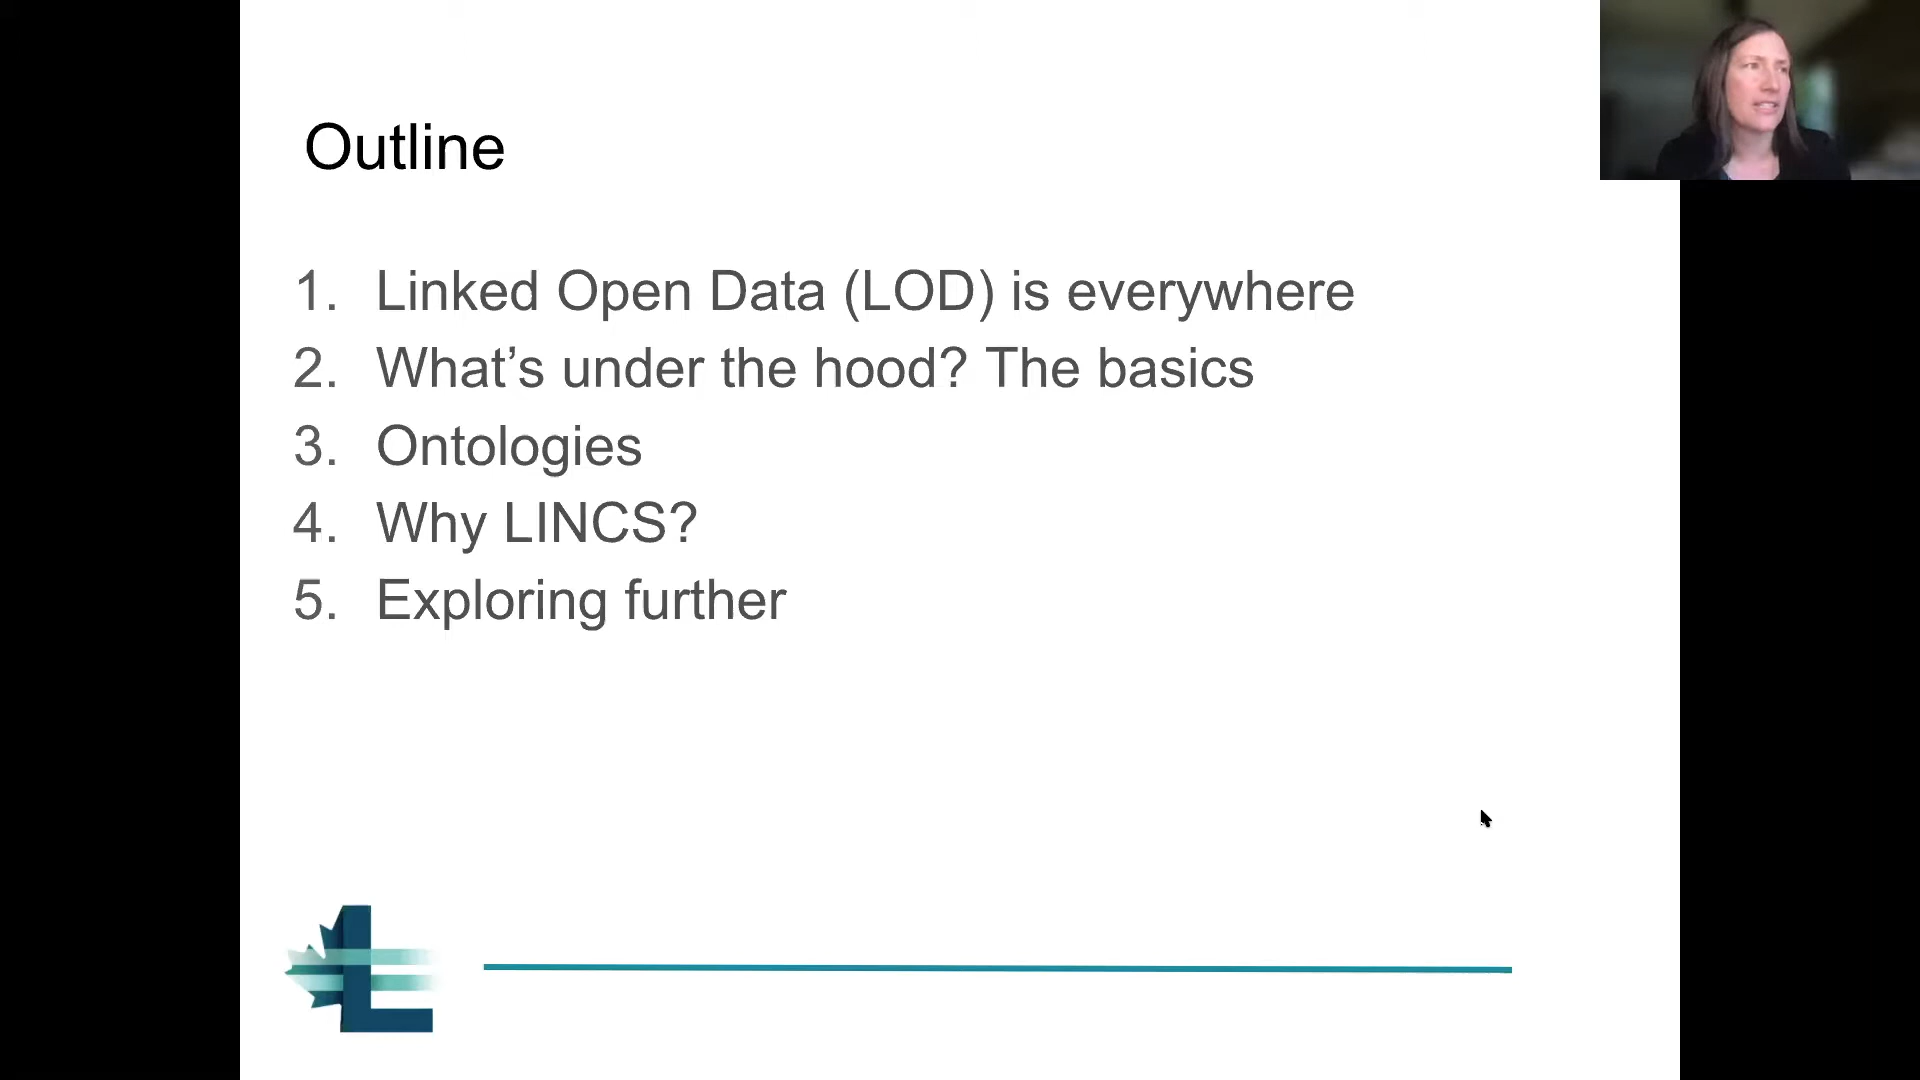 Outline
1. Linked Open Data (LOD) is everywhere
2. What’s under the hood? The basics
3. Ontologies
4. Why LINCS?
5. Exploring further
L